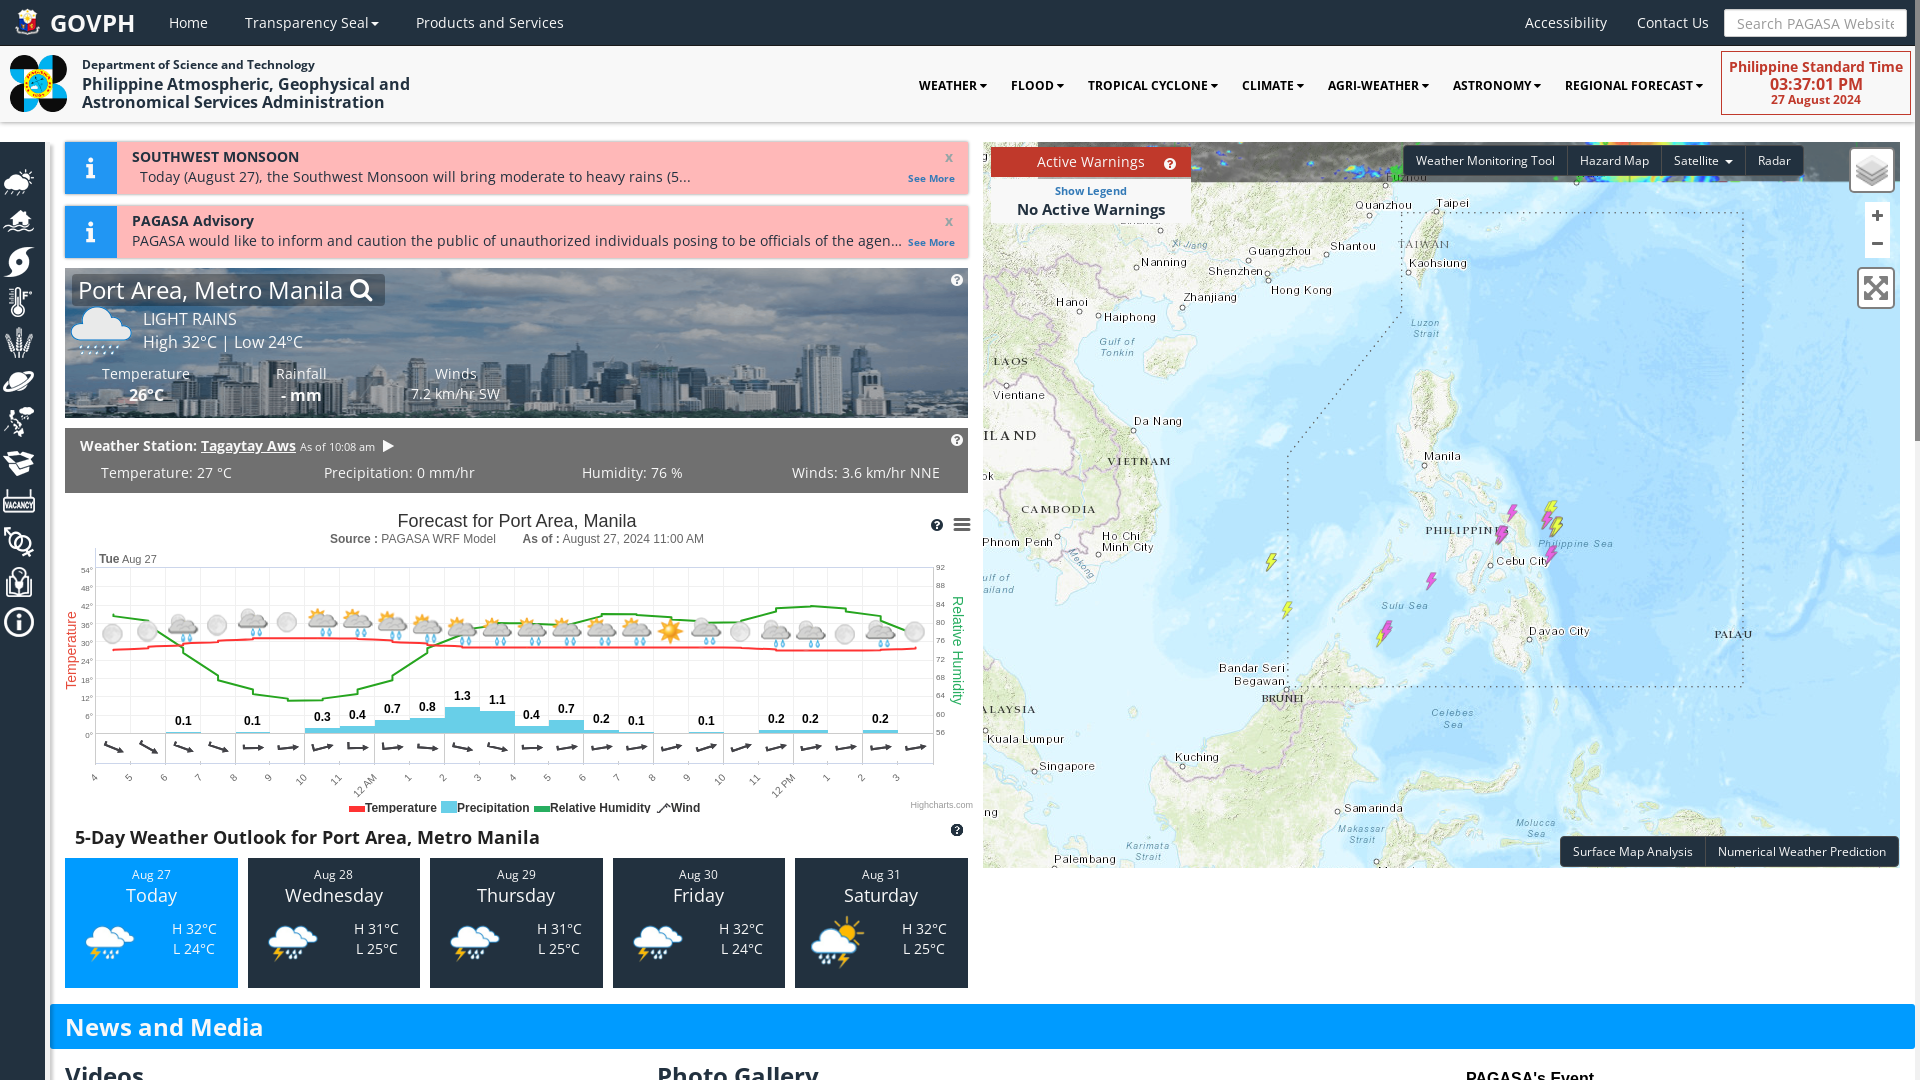 GOVPH
Home
Transparency Seal
Products and Services
Accessibility
Contact Us
Search PAGASA Website
Department of Science and Technology
Philippine Atmospheric, Geophysical and
Astronomical Services Administration
WEATHER
FLOOD
TROPICAL CYCLONE
CLIMATE
AGRI-WEATHER
ASTRONOMY
REGIONAL FORECAST
Philippine Standard Time
03:37:01 PM
27 August 2024
SOUTHWEST MONSOON
x
Today (August 27), the Southwest Monsoon will bring moderate to heavy rains (5...
See More
PAGASA Advisory
x
PAGASA would like to inform and caution the public of unauthorized individuals posing to be officials of the agen...
See More
Port Area, Metro Manila
LIGHT RAINS
High 32°C | Low 24°C
Temperature
Rainfall
Winds
26°C
- mm
7.2 km/hr SW
Weather Station: Tagaytay Aws As of 10:08 am
Temperature: 27 °C
Precipitation: 0 mm/hr
Humidity: 76 %
Winds: 3.6 km/hr NNE
Forecast for Port Area, Manila
Source : PAGASA WRF Model As of : August 27, 2024 11:00 AM
Tue Aug 27
Temperature
54°
48°
42°
36°
30°
24°
18°
12°
6°
0°
92
88
84
80
76
72
68
64
60
56
Relative Humidity
0.1
0.1
0.3
0.4
0.7
0.8
1.3
1.1
0.4
0.7
0.2
0.1
0.1
0.2
0.2
0.2
4
5
6
7
8
9
10
11
12 AM
1
2
3
4
5
6
7
8
9
10
11
12 PM
1
2
3
Temperature
Precipitation
Relative Humidity
Wind
Highcharts.com
5-Day Weather Outlook for Port Area, Metro Manila
Aug 27
Today
H 32°C
L 24°C
Aug 28
Wednesday
H 31°C
L 25°C
Aug 29
Thursday
H 31°C
L 25°C
Aug 30
Friday
H 32°C
L 24°C
Aug 31
Saturday
H 32°C
L 25°C
Active Warnings
Show Legend
No Active Warnings
Weather Monitoring Tool
Hazard Map
Satellite
Radar
+
−
Fuzhou
Quanzhou
Taipei
Xi Jiang
Guangzhou
Shantou
TAIWAN
Nanning
Shenzhen
Kaohsiung
Hong Kong
Hanoi
Zhanjiang
Haiphong
Luzon
Strait
Gulf of
Tonkin
LAOS
Vientiane
Da Nang
ILAND
Manila
VIETNAM
ok
CAMBODIA
PHILIPPINES
Phnom Penh
Ho Chi
Minh City
Philippine Sea
Mekong
Cebu City
ulf of
ailand
Sulu Sea
Davao City
PALAU
Bandar Seri
Begawan
BRUNEI
ALAYSIA
Celebes
Sea
Kuala Lumpur
Kuching
Singapore
Samarinda
ng
Makassar
Strait
Molucca
Sea
Karimata
Strait
Palembang
Surface Map Analysis
Numerical Weather Prediction
News and Media
Videos
Photo Gallery
PAGASA's Event